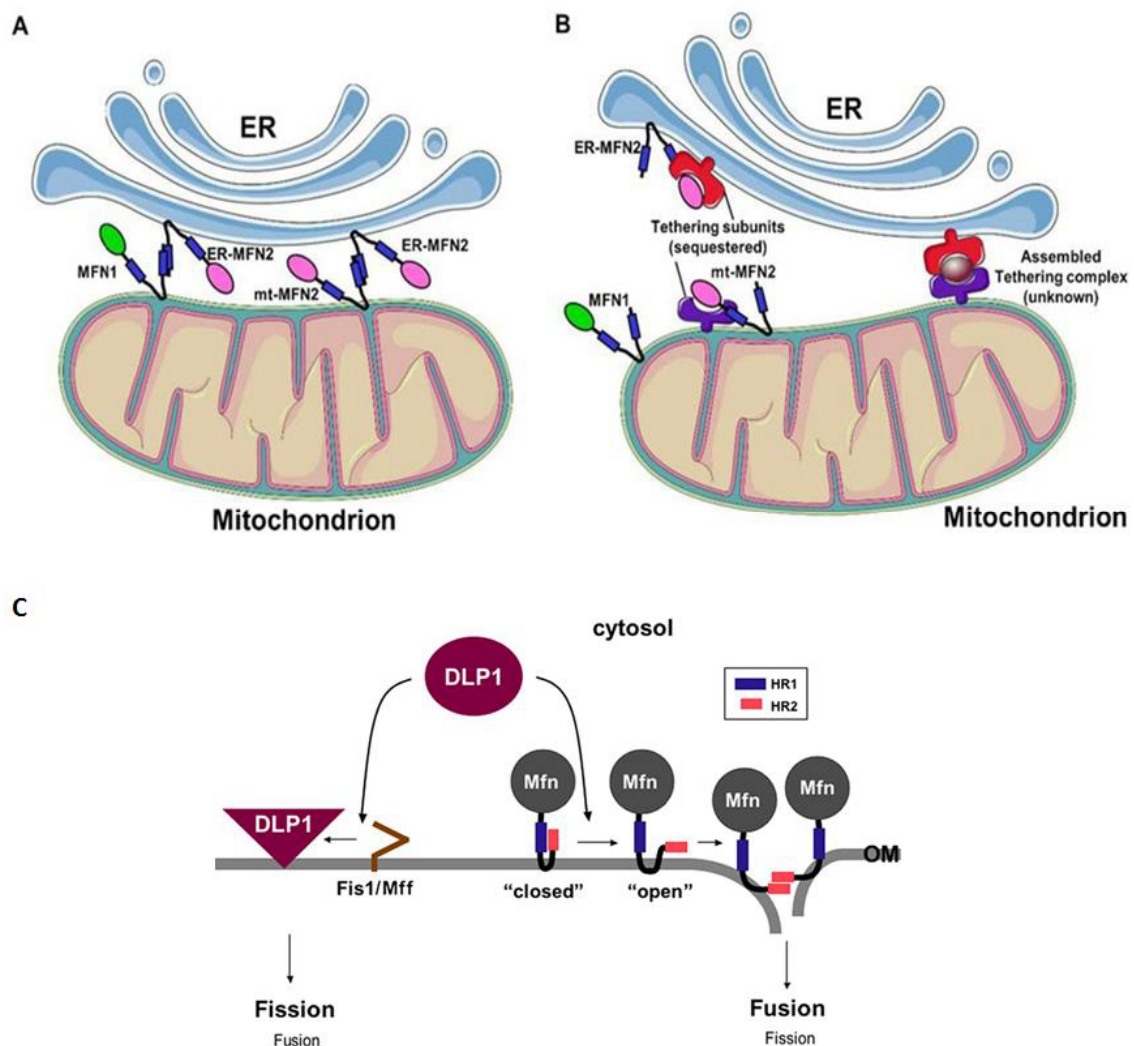 A
ER
MFN1
ER-MFN2
mt-MFN2
ER-MFN2
Mitochondrion
B
ER
ER-MFN2
Tethering subunits
(sequestered)
mt-MFN2
MFN1
Assembled
Tethering complex
(unknown)
Mitochondrion
C
cytosol
DLP1
HR1
HR2
Mfn
Mfn
Mfn
Mfn
DLP1
Fis1/Mff
"closed"
"open"
OM
Fission
Fusion
Fusion
Fission